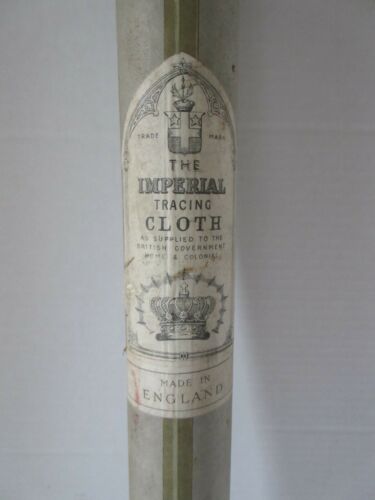 TRADE MARK
THE
IMPERIAL
TRACING
CLOTH
AS SUPPLIED TO THE
BRITISH GOVERNMENT
HOME & COLONIAL
MADE IN
ENGLAND